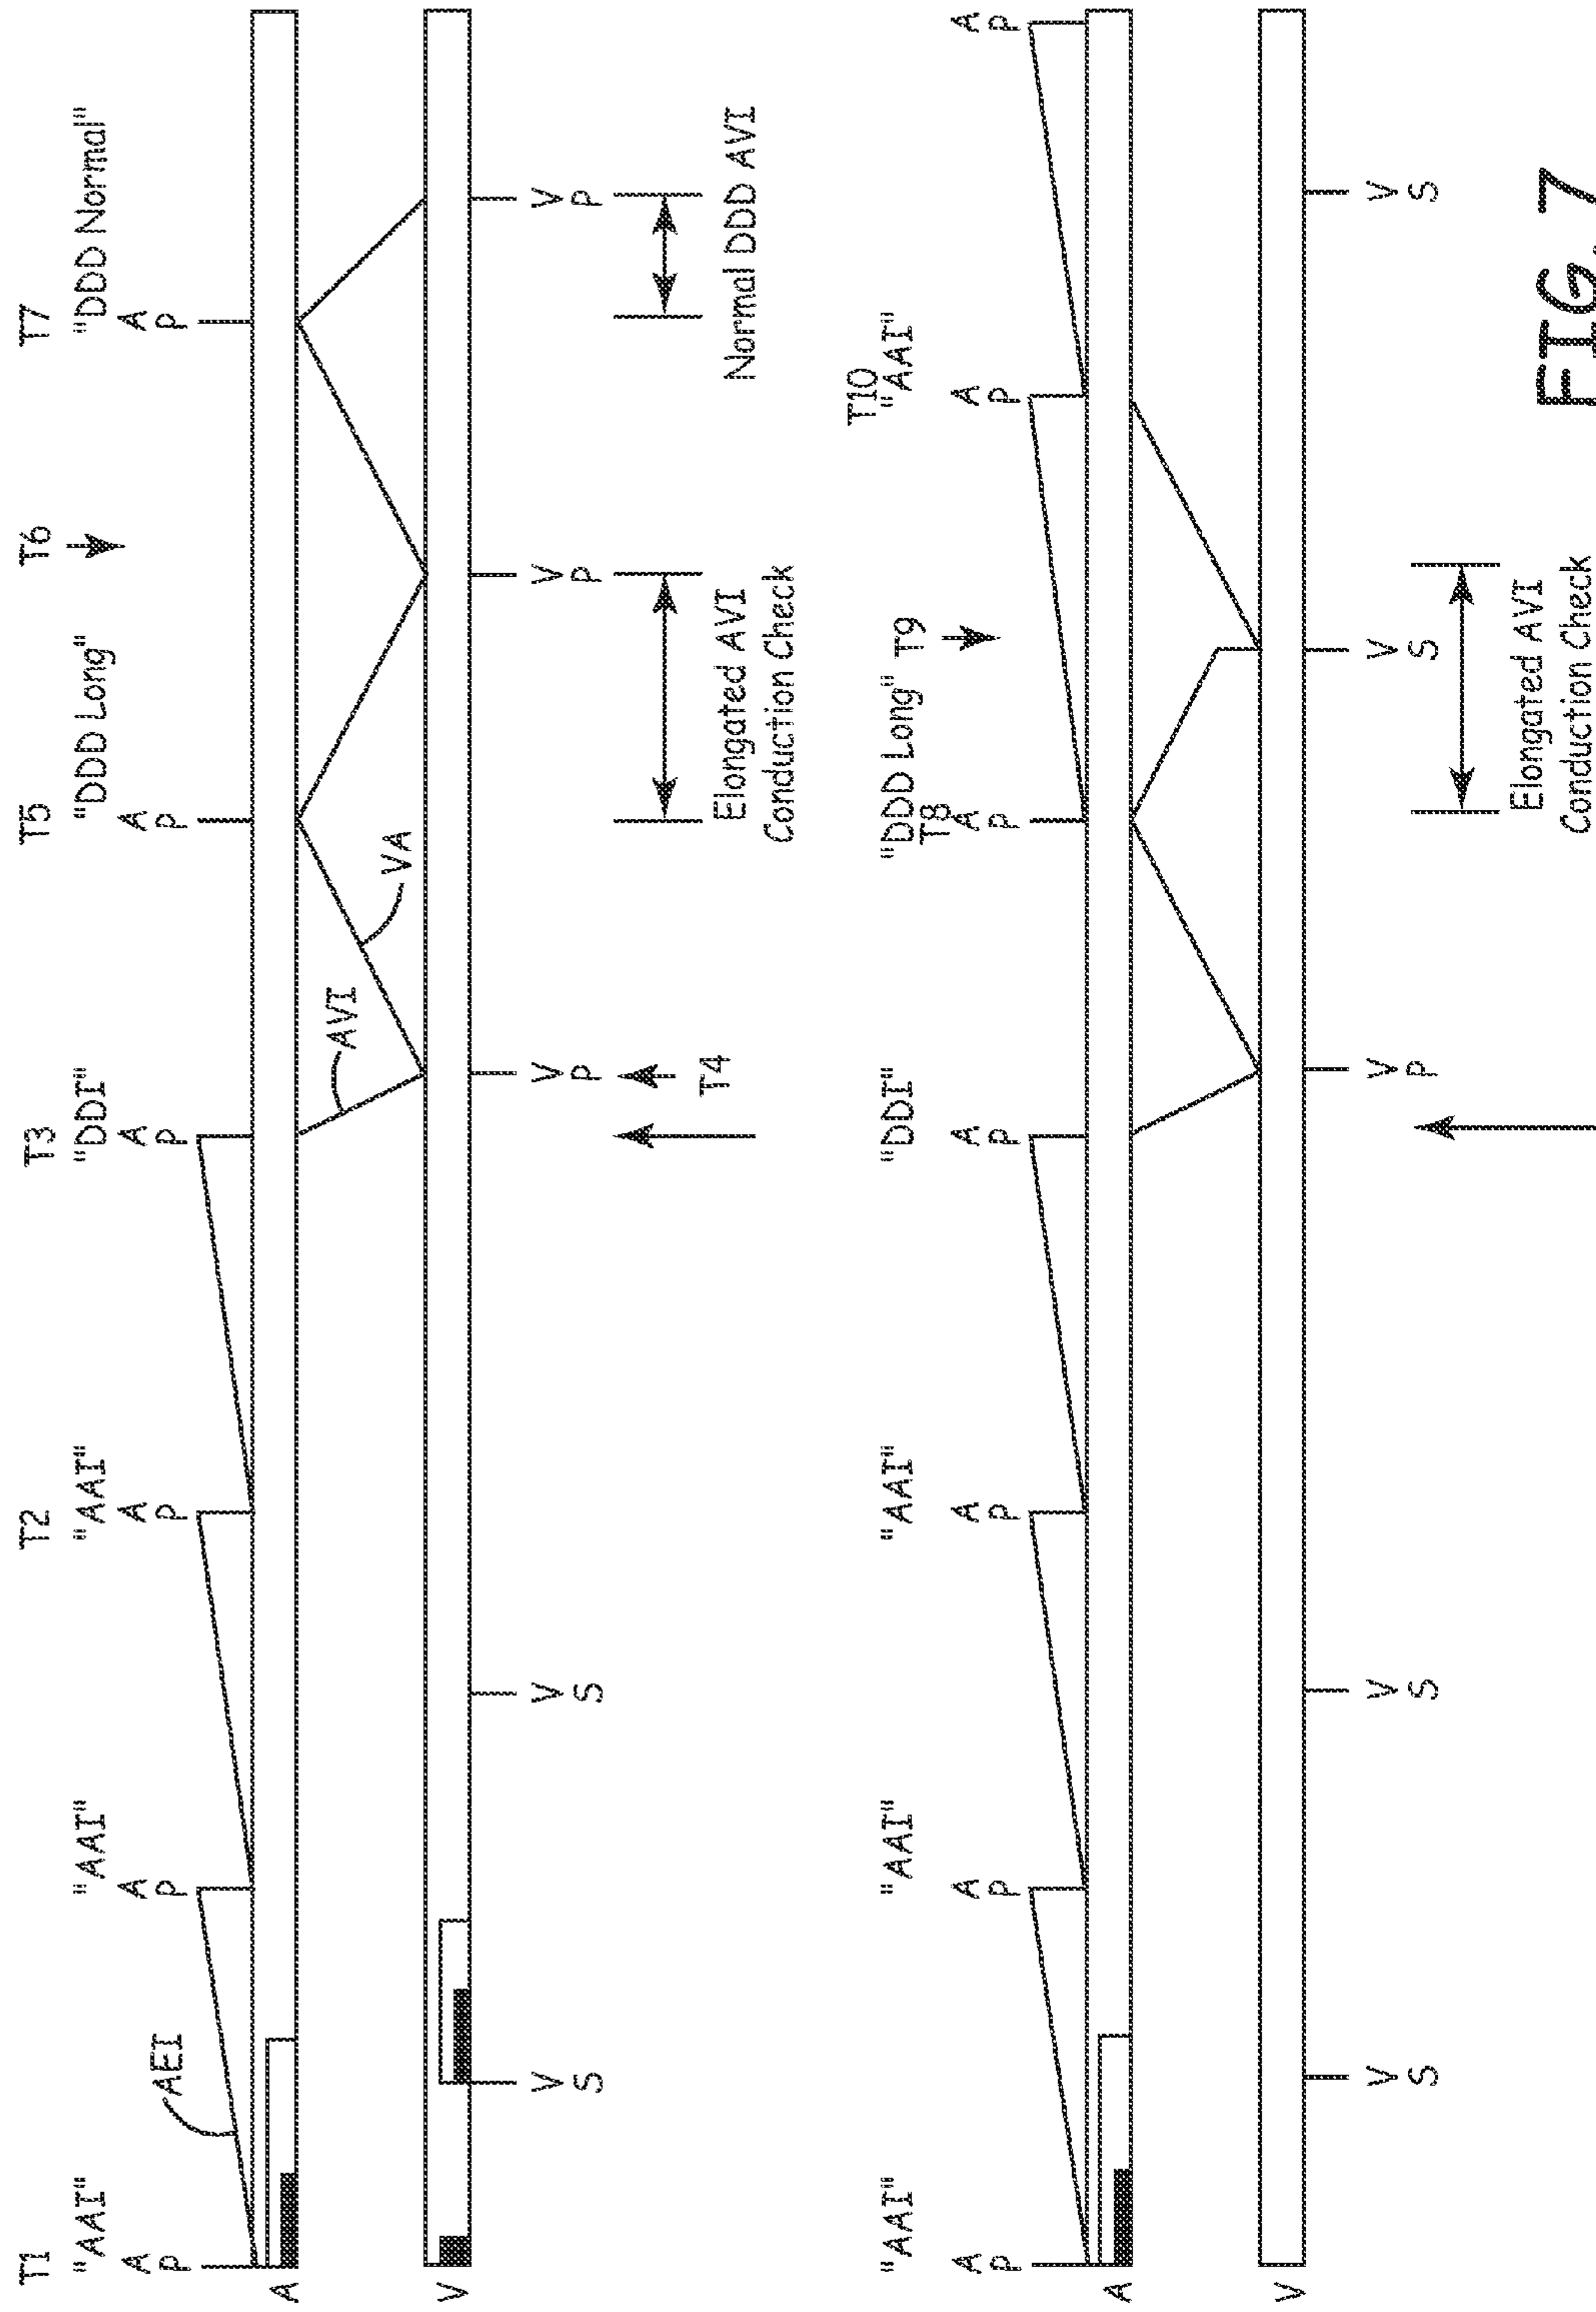 T1 T2 T3 T5 T6 T7
"AAI" "AAI" "AAI" "DDI" "DDD Long" "DDD Normal"
A A A A A A
P P P P P P
AEI
A
AVI
VA
V
V V V V V
S S P P P
T4
Elongated AVI
Conduction Check
Normal DDD AVI
T10
"AAI" "AAI" "AAI" "DDI" "DDD Long" T9 "AAI"
T8
A A A A A A A
P P P P P P P
A
V
V V V V V
S S P S S
Elongated AVI
Conduction Check
FIG. 7